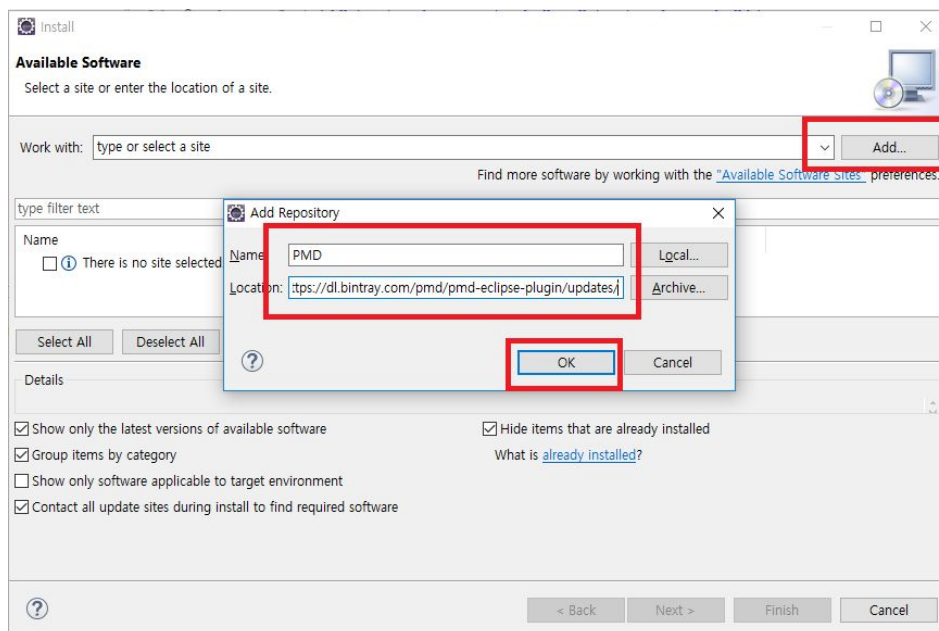 Install
Available Software
Select a site or enter the location of a site.
Work with: type or select a site Add...
Find more software by working with the "Available Software Sites" preferences.
type filter text
Add Repository
Name
There is no site selected
Name PMD Local...
Location: ttps://dl.bintray.com/pmd/pmd-eclipse-plugin/updates/ Archive...
Select All Deselect All
OK Cancel
Details
Show only the latest versions of available software Hide items that are already installed
Group items by category What is already installed?
Show only software applicable to target environment
Contact all update sites during install to find required software
< Back Next > Finish Cancel